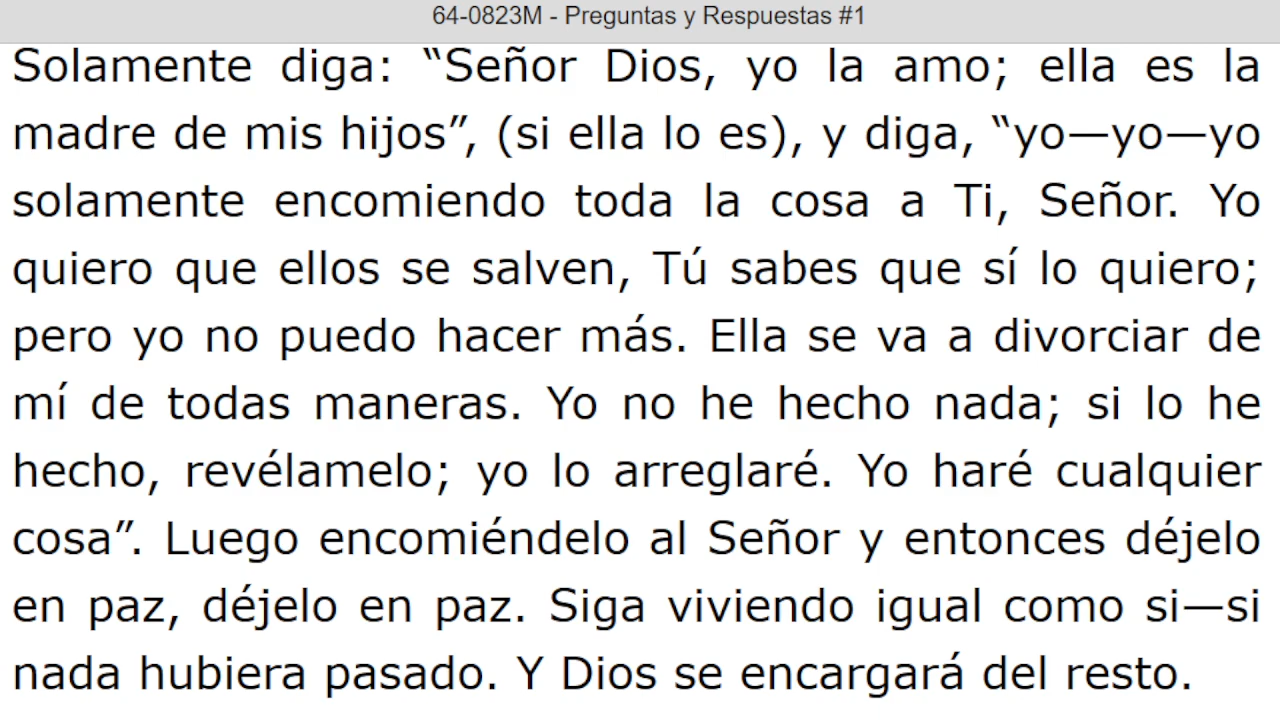 64-0823M - Preguntas y Respuestas #1
Solamente diga: “Señor Dios, yo la amo; ella es la
madre de mis hijos”, (si ella lo es), y diga, “yo—yo—yo
solamente encomiendo toda la cosa a Ti, Señor. Yo
quiero que ellos se salven, Tú sabes que sí lo quiero;
pero yo no puedo hacer más. Ella se va a divorciar de
mí de todas maneras. Yo no he hecho nada; si lo he
hecho, revélamelo; yo lo arreglaré. Yo haré cualquier
cosa”. Luego encomiéndelo al Señor y entonces déjelo
en paz, déjelo en paz. Siga viviendo igual como si—si
nada hubiera pasado. Y Dios se encargará del resto.